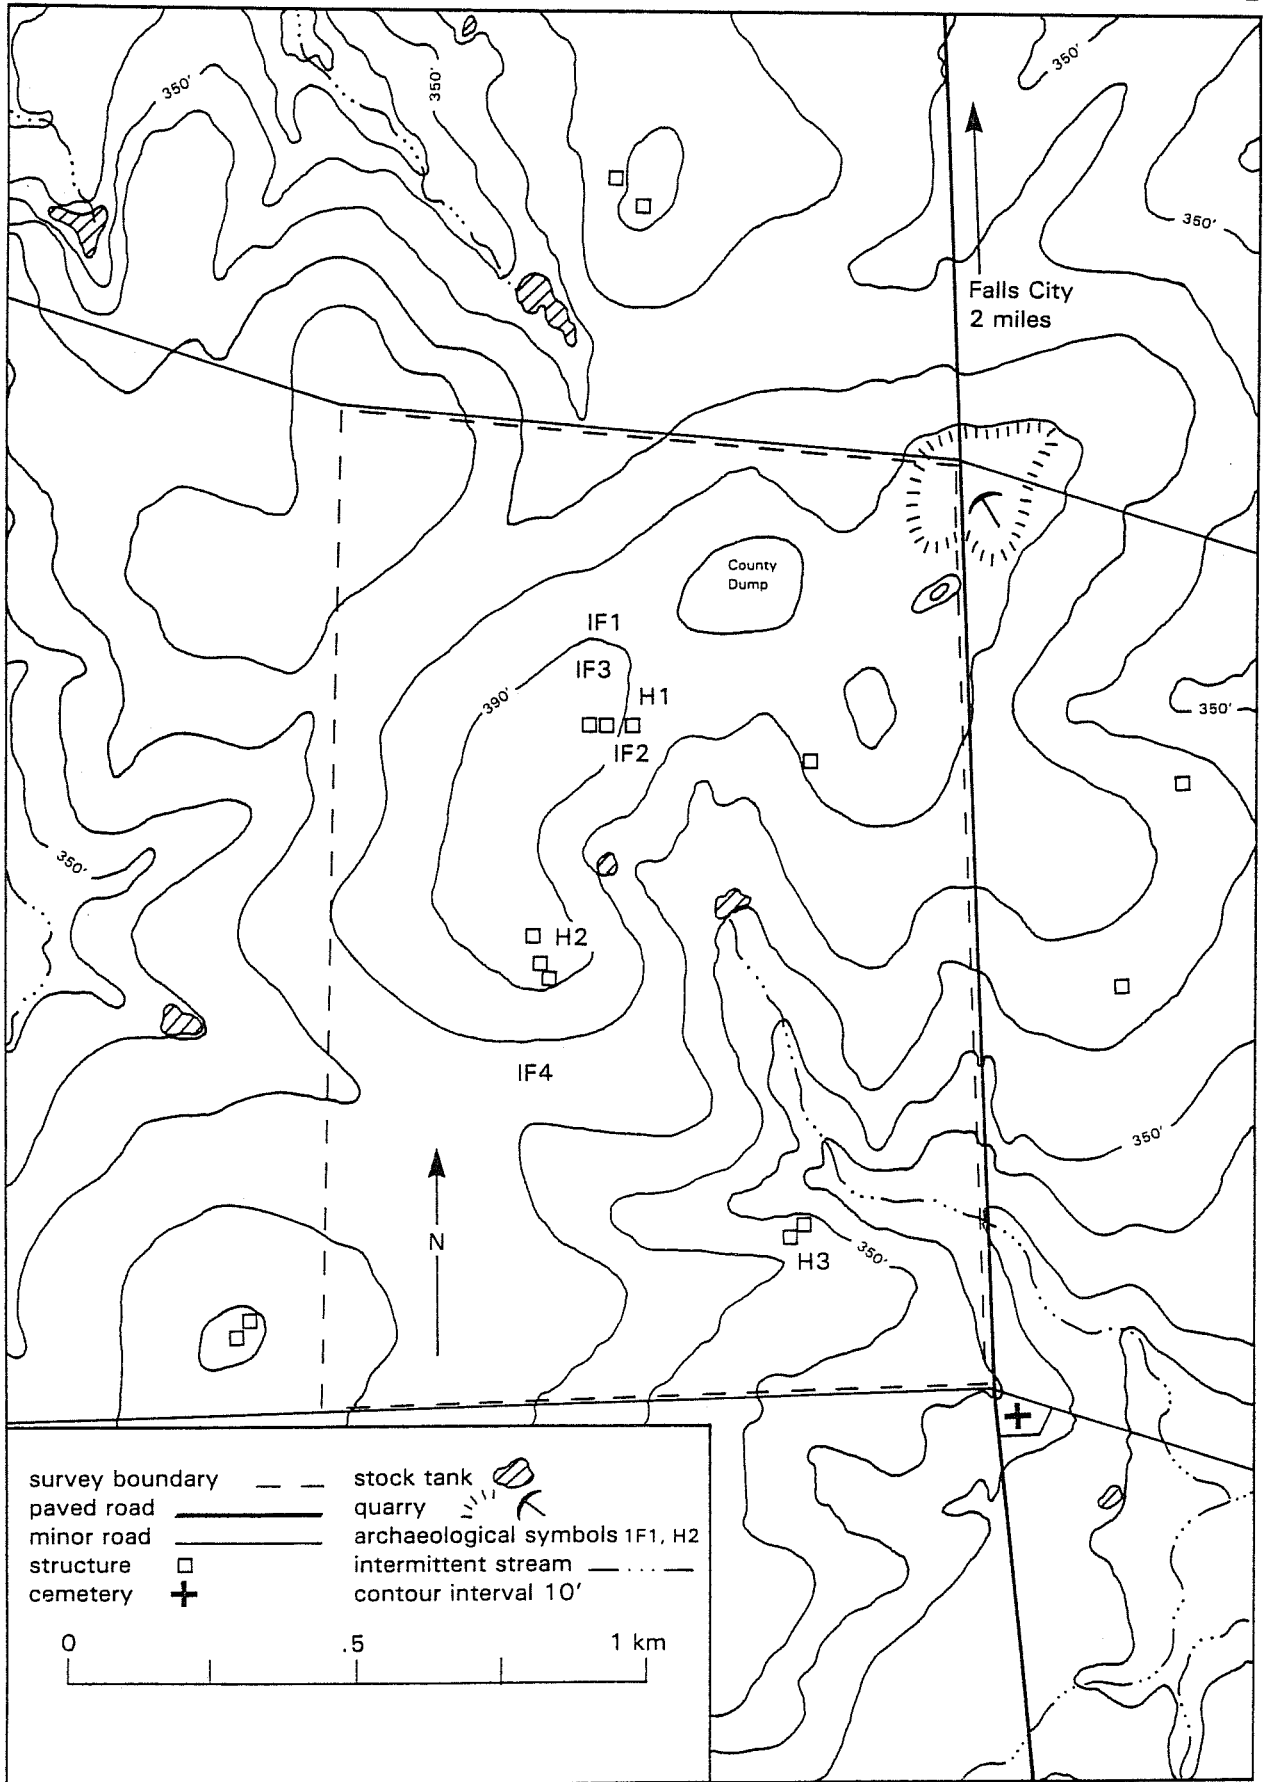 350'
350'
350'
350'
Falls City
2 miles
County
Dump
IF1
IF3
390'
H1
IF2
350'
350'
H2
IF4
350'
N
H3
350'
survey boundary
stock tank
paved road
quarry
minor road
archaeological symbols 1F1, H2
structure
intermittent stream
cemetery
contour interval 10'
0 .5 1 km